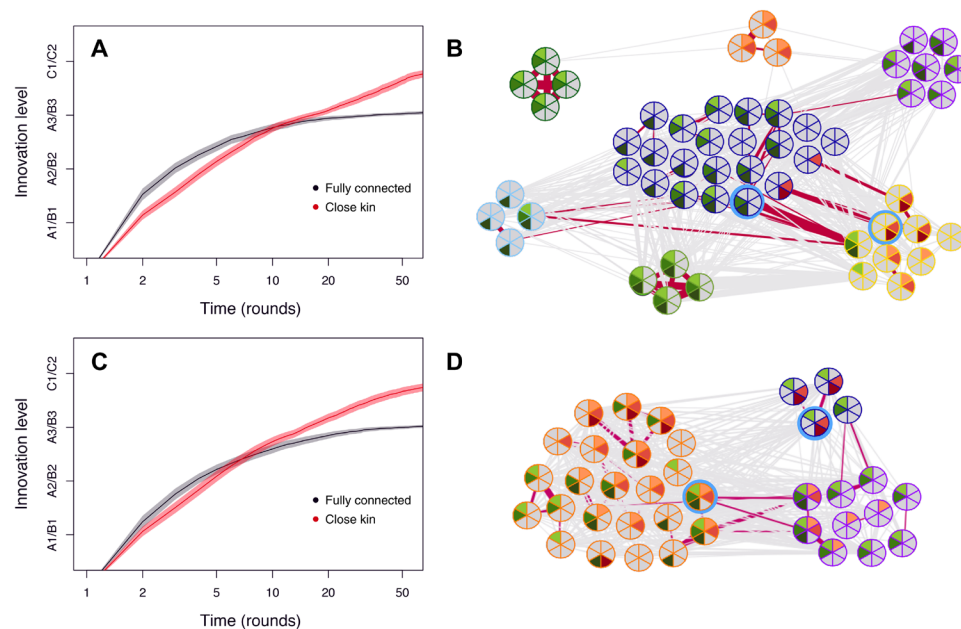 A
Innovation level
C1/C2
A3/B3
A2/B2
A1/B1
Fully connected
Close kin
1
2
5
10
20
50
Time (rounds)
B
C
Innovation level
C1/C2
A3/B3
A2/B2
A1/B1
Fully connected
Close kin
1
2
5
10
20
50
Time (rounds)
D